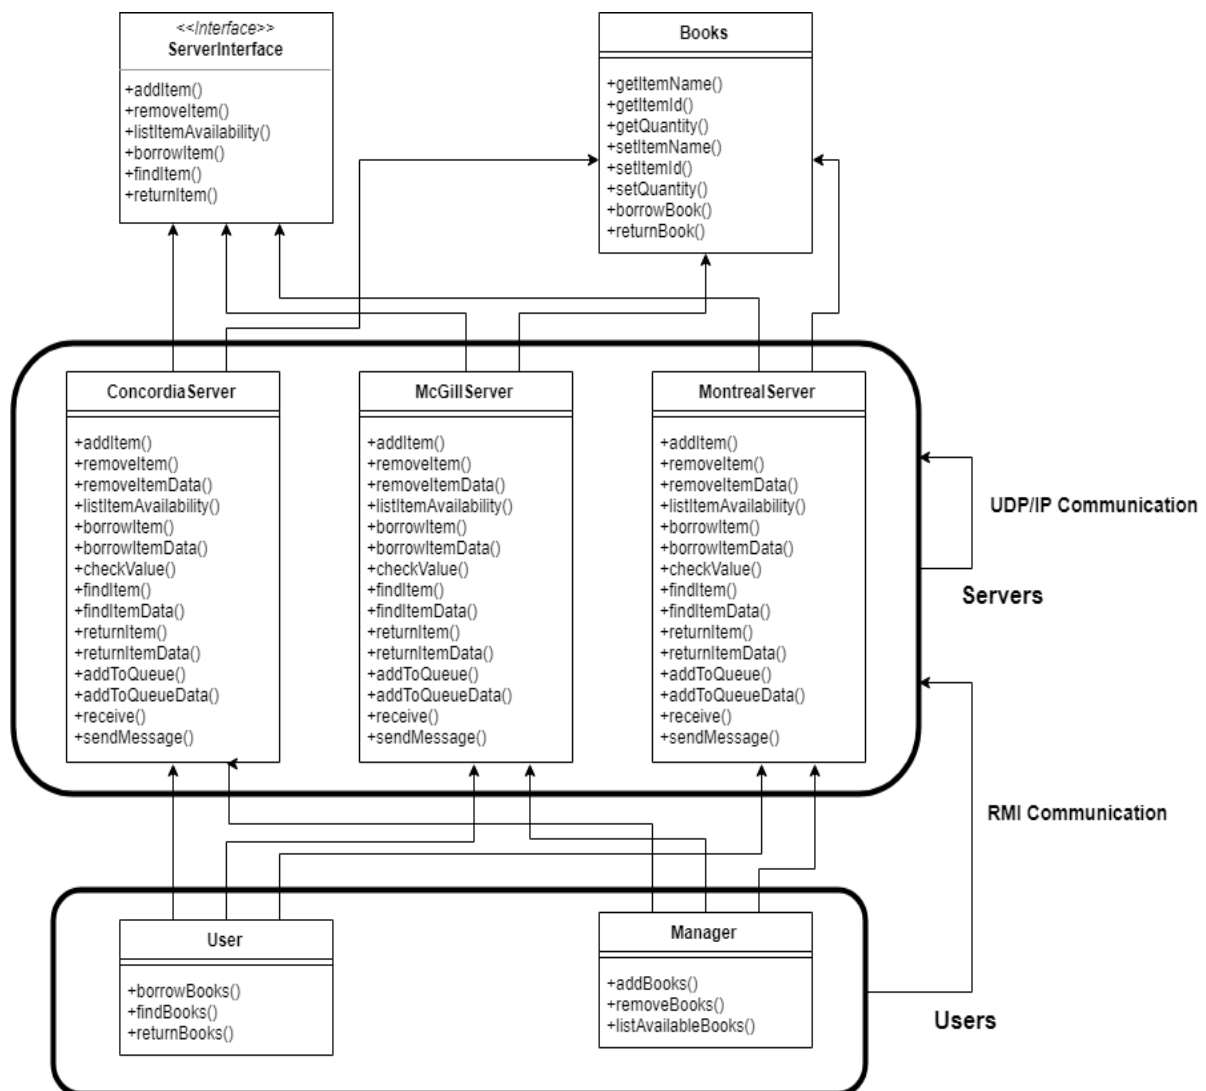 <<Interface>>
ServerInterface
+addItem()
+removeItem()
+listItemAvailability()
+borrowItem()
+findItem()
+returnItem()
Books
+getItemName()
+getItemId()
+getQuantity()
+setItemName()
+setItemId()
+setQuantity()
+borrowBook()
+returnBook()
ConcordiaServer
+addItem()
+removeItem()
+removeItemData()
+listItemAvailability()
+borrowItem()
+borrowItemData()
+checkValue()
+findItem()
+findItemData()
+returnItem()
+returnItemData()
+addToQueue()
+addToQueueData()
+receive()
+sendMessage()
McGillServer
+addItem()
+removeItem()
+removeItemData()
+listItemAvailability()
+borrowItem()
+borrowItemData()
+checkValue()
+findItem()
+findItemData()
+returnItem()
+returnItemData()
+addToQueue()
+addToQueueData()
+receive()
+sendMessage()
MontrealServer
+addItem()
+removeItem()
+removeItemData()
+listItemAvailability()
+borrowItem()
+borrowItemData()
+checkValue()
+findItem()
+findItemData()
+returnItem()
+returnItemData()
+addToQueue()
+addToQueueData()
+receive()
+sendMessage()
UDP/IP Communication
Servers
RMI Communication
User
+borrowBooks()
+findBooks()
+returnBooks()
Manager
+addBooks()
+removeBooks()
+listAvailableBooks()
Users